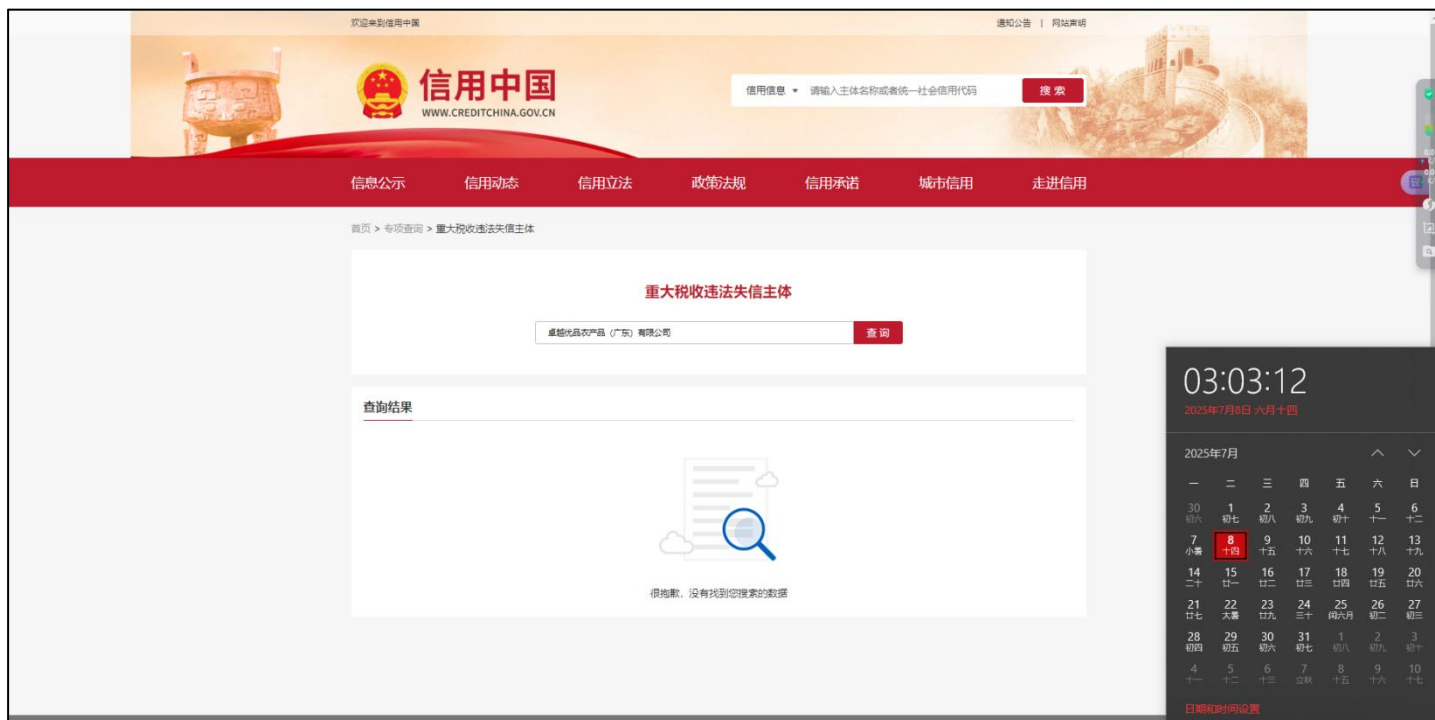 欢迎来到信用中国
通知公告 | 网站声明
信用中国
WWW.CREDITCHINA.GOV.CN
信用信息 请输入主体名称或者统一社会信用代码 搜索
信息公示 信用动态 信用立法 政策法规 信用承诺 城市信用 走进信用
首页 > 专项查询 > 重大税收违法失信主体
重大税收违法失信主体
卓越优品农产品（广东）有限公司 查询
查询结果
很抱歉，没有找到您搜索的数据
03:03:12
2025年7月8日 六月十四
2025年7月
一 二 三 四 五 六 日
30 1 2 3 4 5 6
初六 初七 初八 初九 初十 十一 十二
7 8 9 10 11 12 13
小暑 十四 十五 十六 十七 十八 十九
14 15 16 17 18 19 20
二十 廿一 廿二 廿三 廿四 廿五 廿六
21 22 23 24 25 26 27
廿七 大暑 廿九 三十 闰六月 初二 初三
28 29 30 31 1 2 3
初四 初五 初六 初七 初八 初九 初十
4 5 6 7 8 9 10
十一 十二 十三 立秋 十五 十六 十七
日期和时间设置